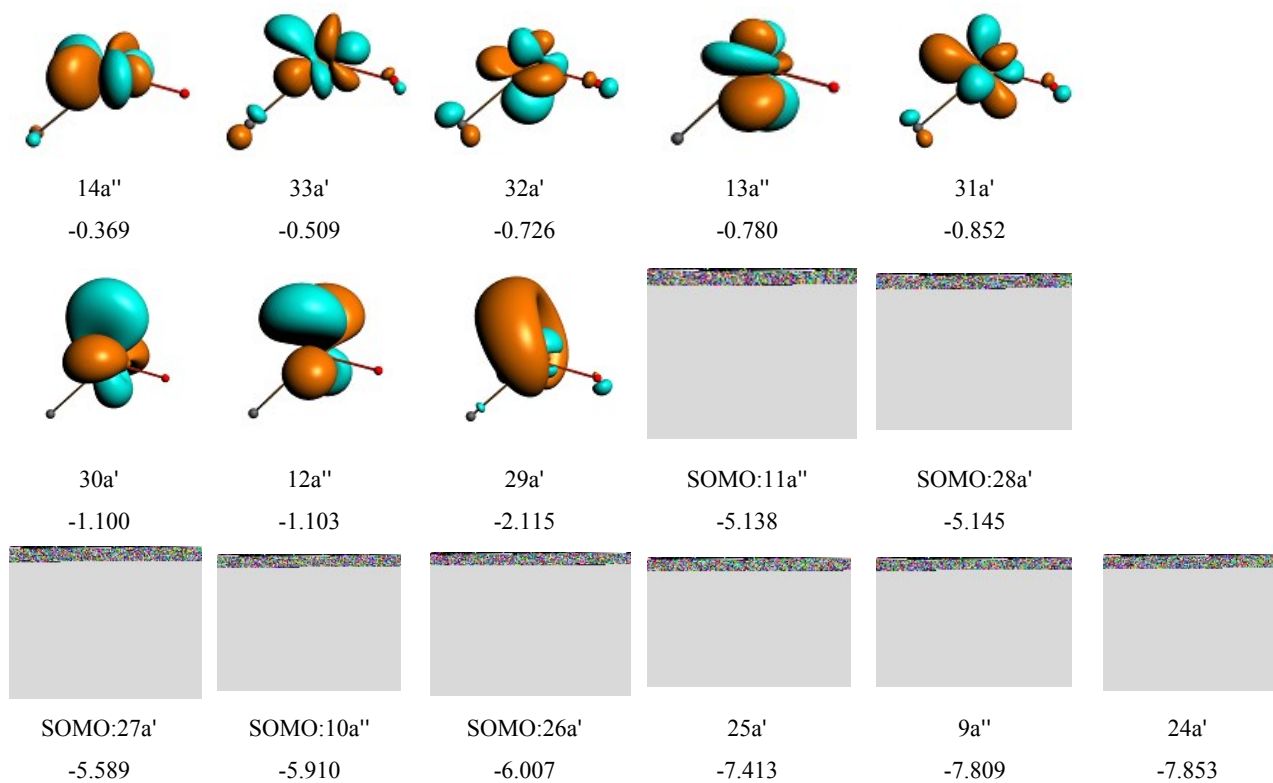 14a" 33a' 32a' 13a" 31a'
-0.369 -0.509 -0.726 -0.780 -0.852
30a' 12a" 29a' SOMO:11a" SOMO:28a'
-1.100 -1.103 -2.115 -5.138 -5.145
SOMO:27a' SOMO:10a" SOMO:26a' 25a' 9a" 24a'
-5.589 -5.910 -6.007 -7.413 -7.809 -7.853